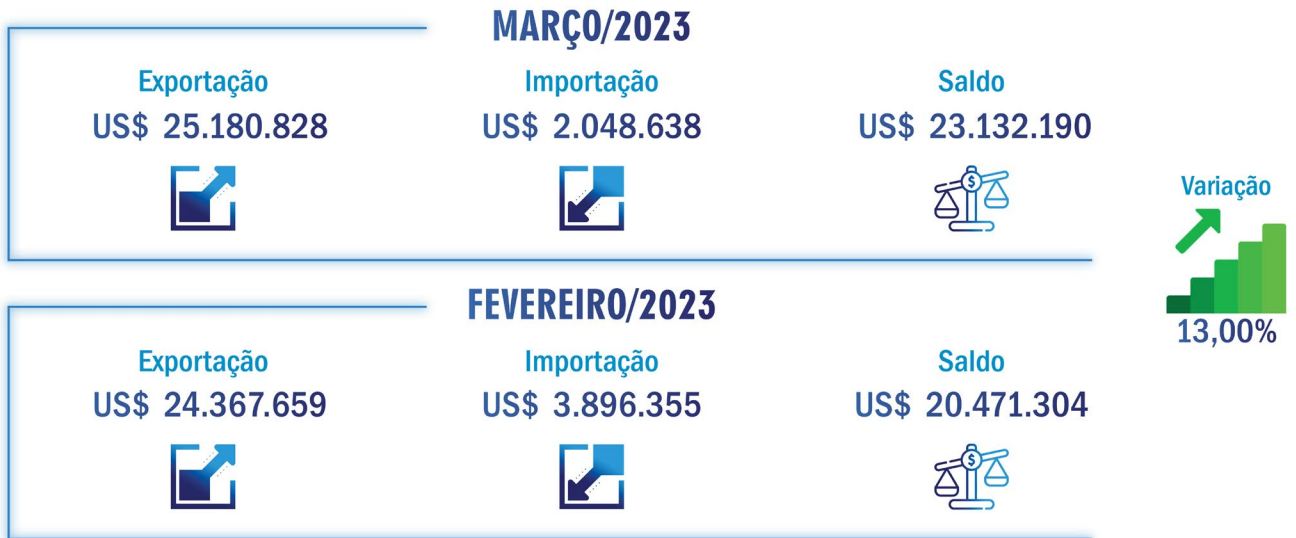 MARÇO/2023
Exportação Importação Saldo
US$ 25.180.828 US$ 2.048.638 US$ 23.132.190
Variação
13,00%
FEVEREIRO/2023
Exportação Importação Saldo
US$ 24.367.659 US$ 3.896.355 US$ 20.471.304